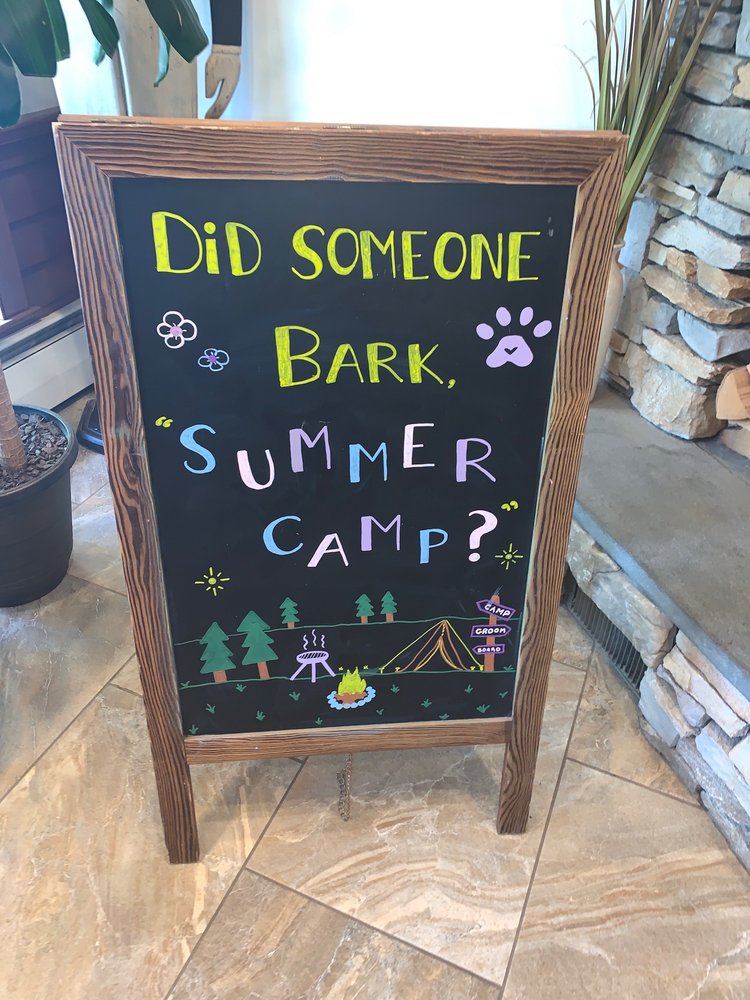 DiD SOMEONE
BARK,
"SUMMER
CAMP?"
CAMP
GROOM
BOARD